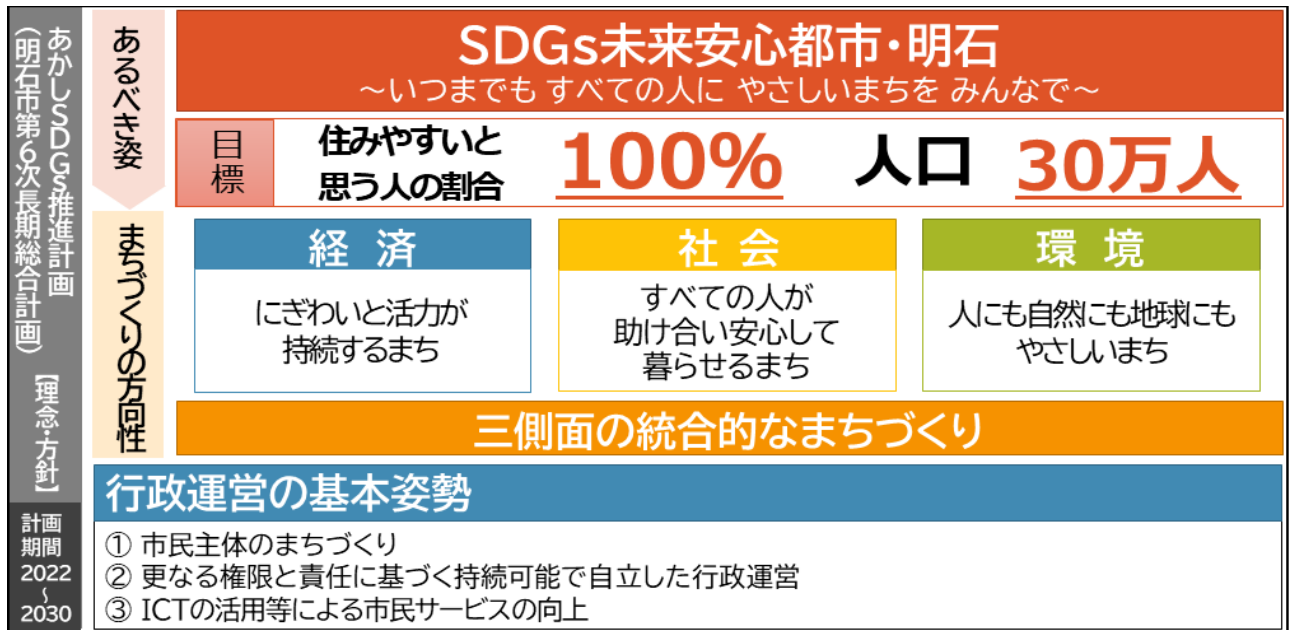 あかしSDGs推進計画
(明石市第6次長期総合計画)
【理念・方針】
計画
期間
2022
~
2030
あるべき姿
SDGs未来安心都市・明石
~いつまでも すべての人に やさしいまちを みんなで~
目標
住みやすいと
思う人の割合
100%
人口
30万人
まちづくりの方向性
経済
にぎわいと活力が
持続するまち
社会
すべての人が
助け合い安心して
暮らせるまち
環境
人にも自然にも地球にも
やさしいまち
三側面の統合的なまちづくり
行政運営の基本姿勢
① 市民主体のまちづくり
② 更なる権限と責任に基づく持続可能で自立した行政運営
③ ICTの活用等による市民サービスの向上